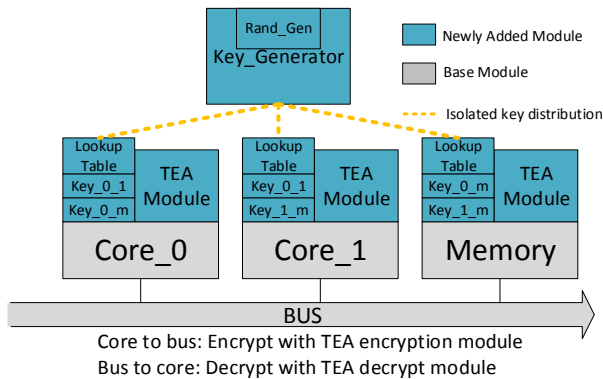 Rand_Gen
Key_Generator
Newly Added Module
Base Module
Isolated key distribution
Lookup
Table
Key_0_1
Key_0_m
TEA
Module
Core_0
Lookup
Table
Key_0_1
Key_1_m
TEA
Module
Core_1
Lookup
Table
Key_0_m
Key_1_m
TEA
Module
Memory
BUS
Core to bus: Encrypt with TEA encryption module
Bus to core: Decrypt with TEA decrypt module